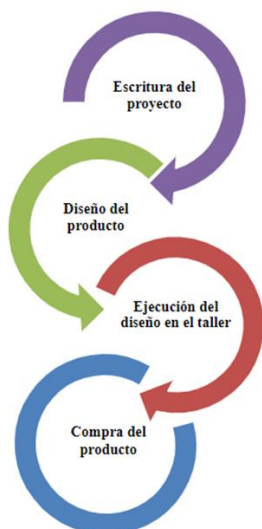 Escritura del
proyecto
Diseño del
producto
Ejecución del
diseño en el taller
Compra del
producto